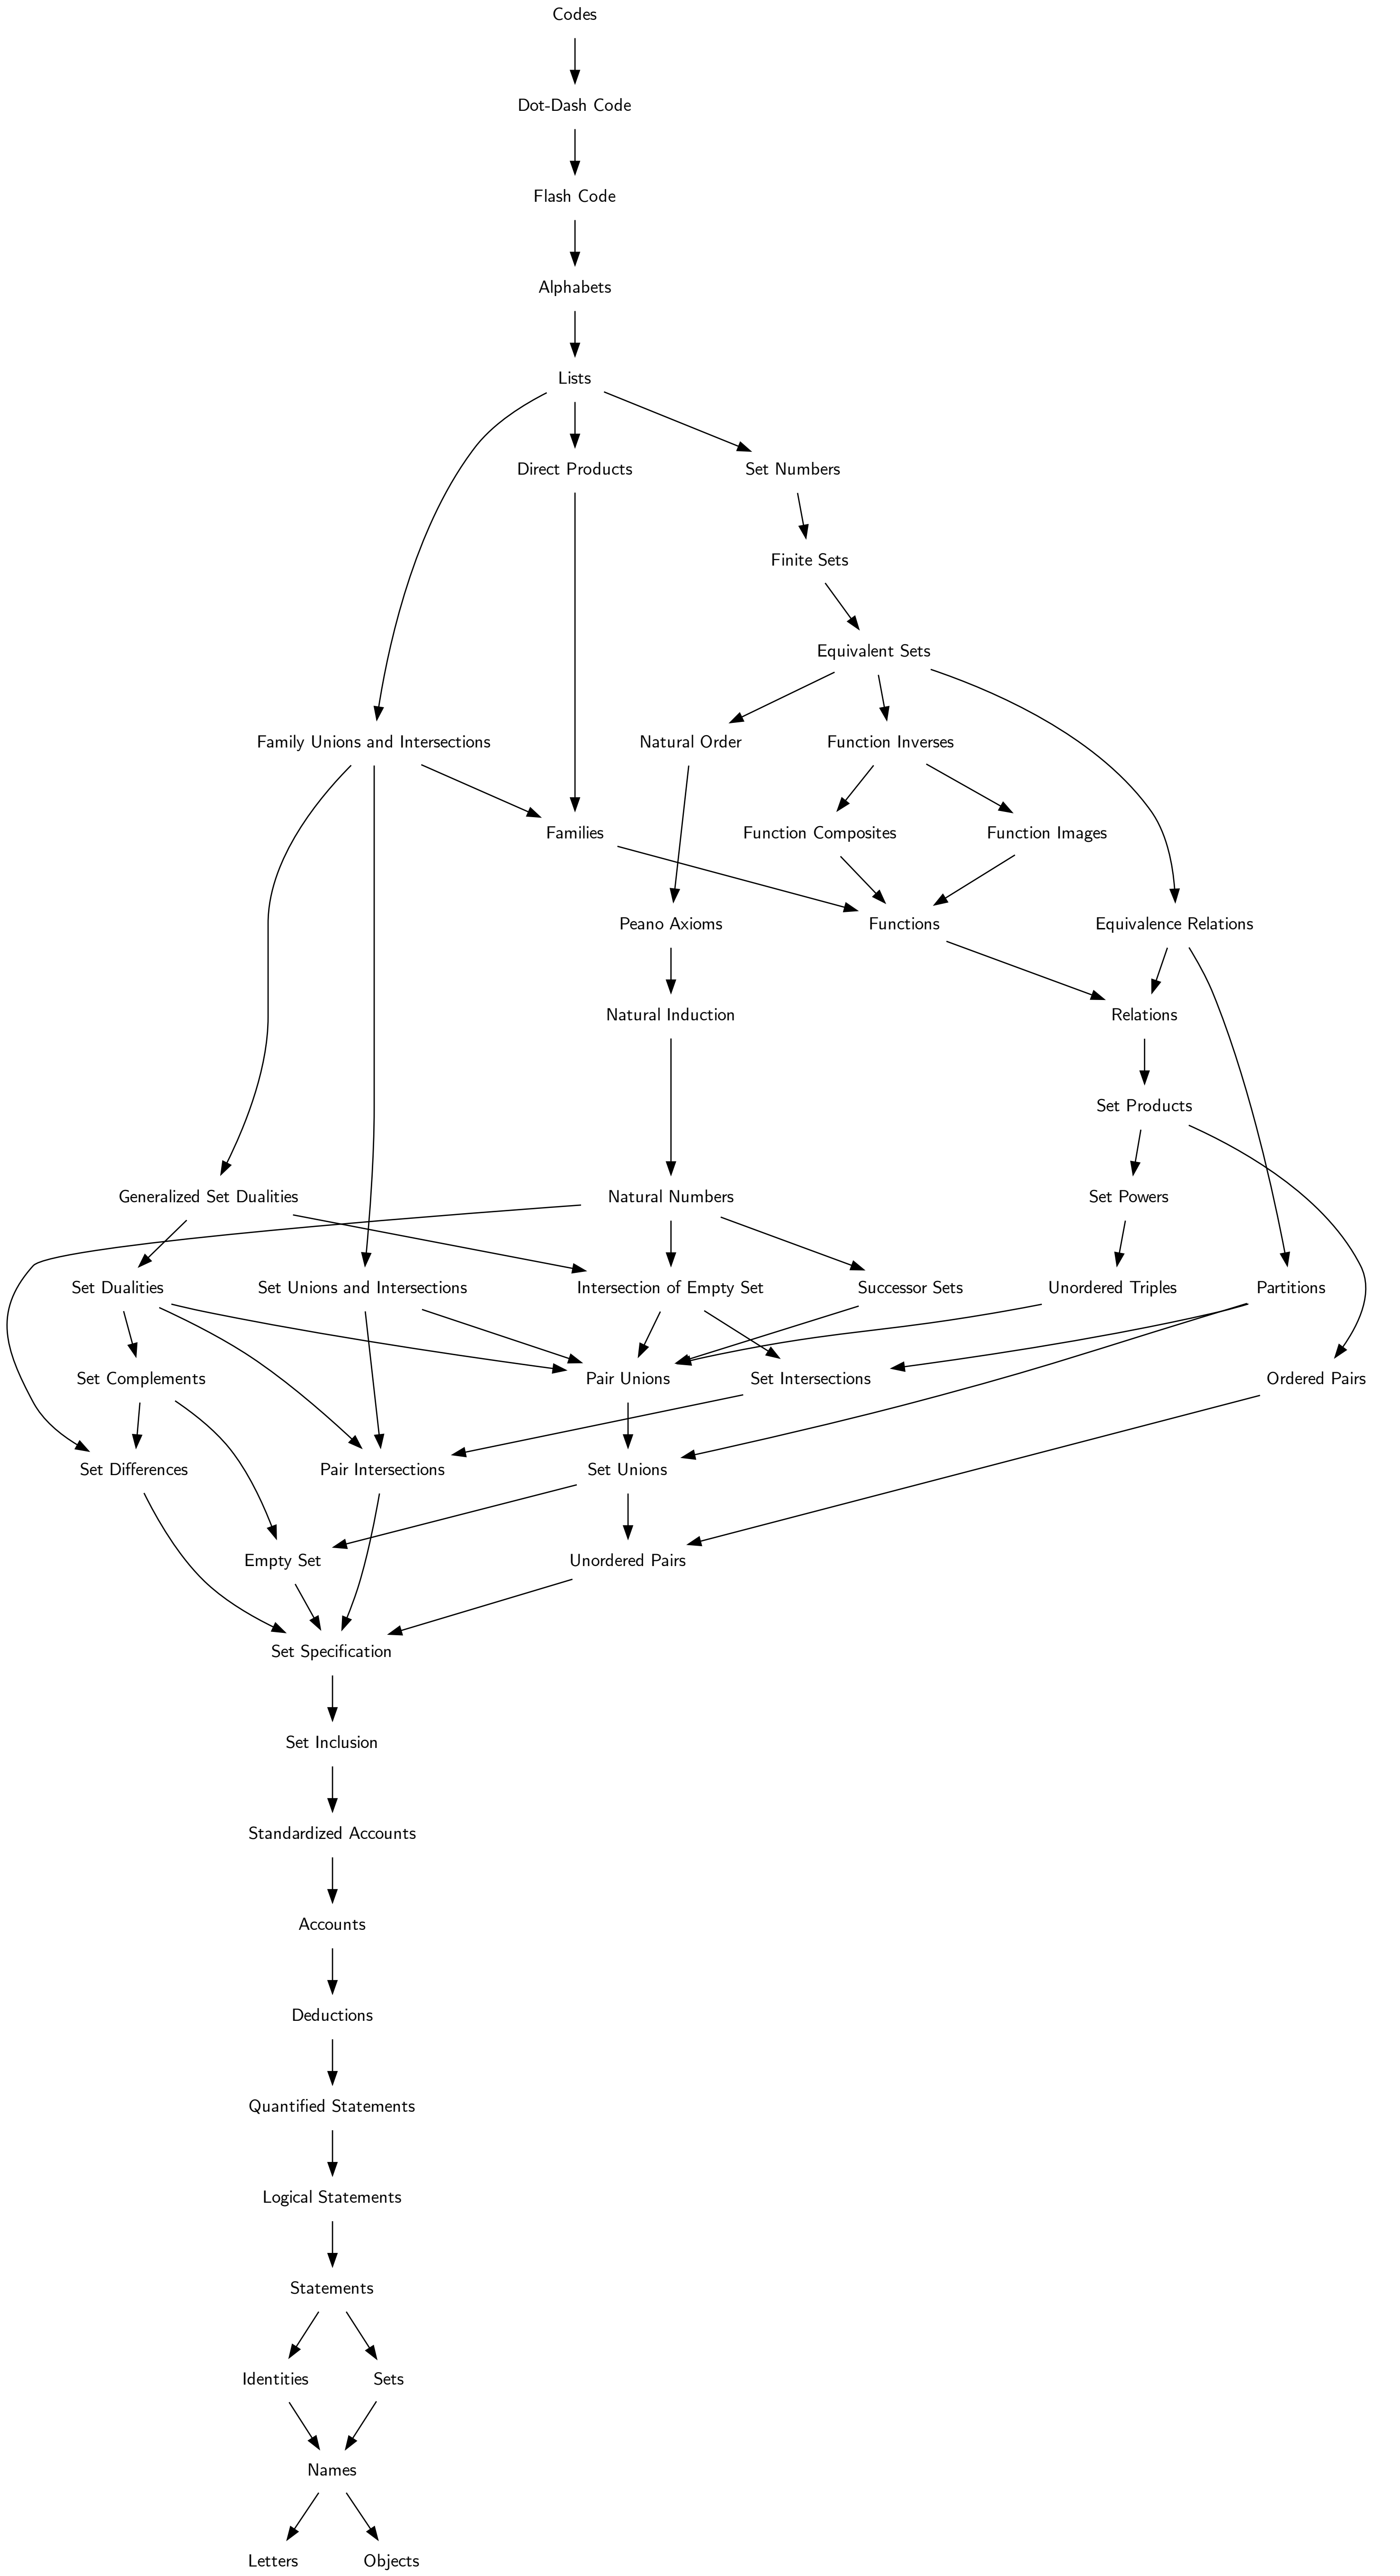 Codes
Dot-Dash Code
Flash Code
Alphabets
Lists
Direct Products
Set Numbers
Finite Sets
Equivalent Sets
Family Unions and Intersections
Natural Order
Function Inverses
Families
Function Composites
Function Images
Peano Axioms
Functions
Equivalence Relations
Natural Induction
Relations
Set Products
Generalized Set Dualities
Natural Numbers
Set Powers
Set Dualities
Set Unions and Intersections
Intersection of Empty Set
Successor Sets
Unordered Triples
Partitions
Set Complements
Pair Unions
Set Intersections
Ordered Pairs
Set Differences
Pair Intersections
Set Unions
Empty Set
Unordered Pairs
Set Specification
Set Inclusion
Standardized Accounts
Accounts
Deductions
Quantified Statements
Logical Statements
Statements
Identities
Sets
Names
Letters
Objects